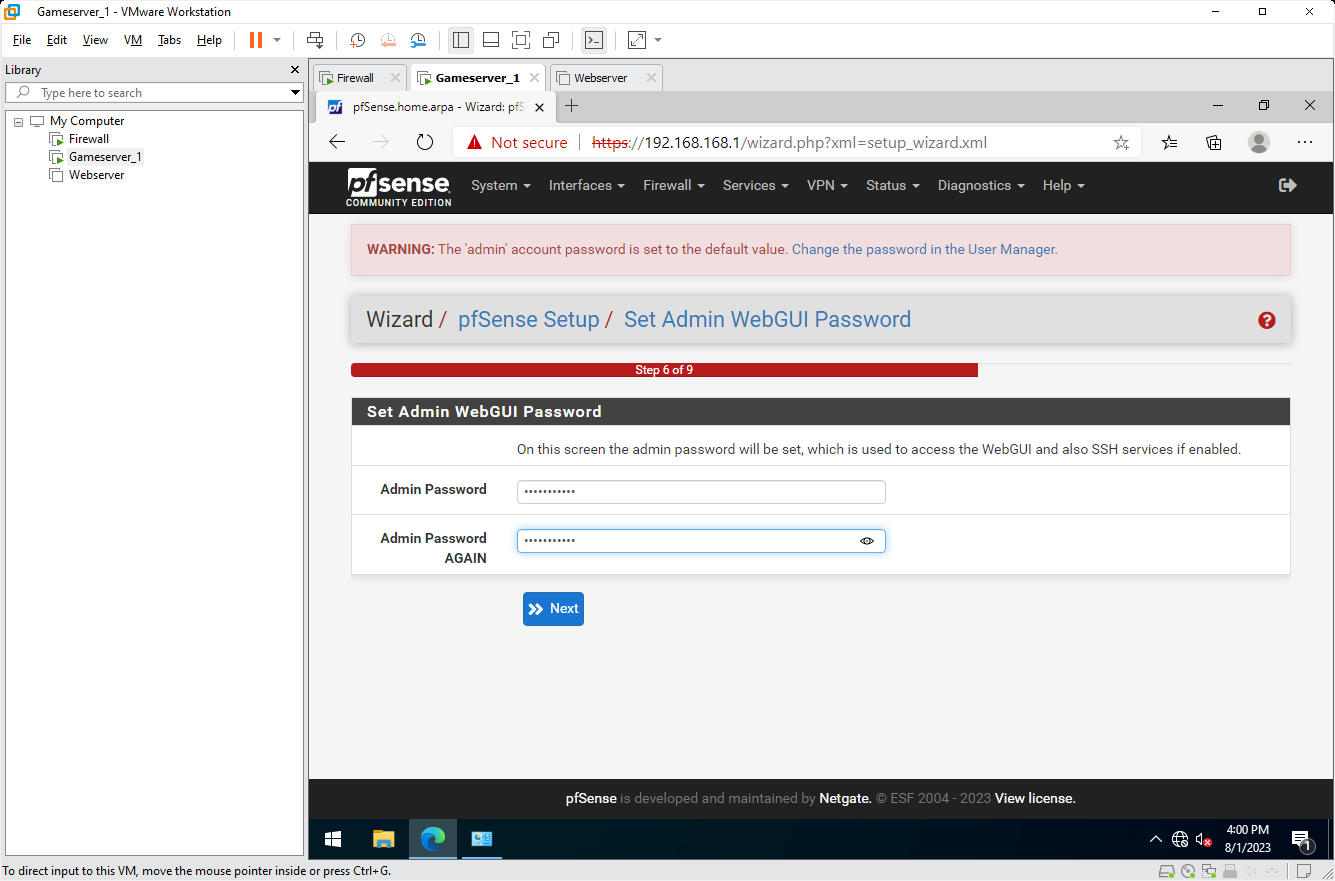 Gameserver_1 - VMware Workstation
File Edit View VM Tabs Help
Library
Type here to search
My Computer
Firewall
Gameserver_1
Webserver
Firewall Gameserver_1 Webserver
pfSense.home.arpa - Wizard: pfS
Not secure https://192.168.168.1/wizard.php?xml=setup_wizard.xml
pfsense
COMMUNITY EDITION
System Interfaces Firewall Services VPN Status Diagnostics Help
WARNING: The 'admin' account password is set to the default value. Change the password in the User Manager.
Wizard / pfSense Setup / Set Admin WebGUI Password
Step 6 of 9
Set Admin WebGUI Password
On this screen the admin password will be set, which is used to access the WebGUI and also SSH services if enabled.
Admin Password •••••••••••
Admin Password
AGAIN
•••••••••••
Next
pfSense is developed and maintained by Netgate. © ESF 2004 - 2023 View license.
4:00 PM
8/1/2023
1
To direct input to this VM, move the mouse pointer inside or press Ctrl+G.